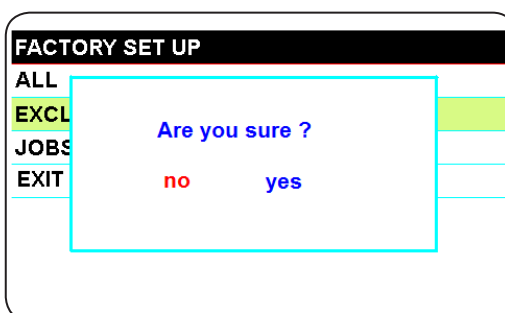 FACTORY SET UP
ALL
EXCL
JOBS
EXIT
Are you sure ?
no yes